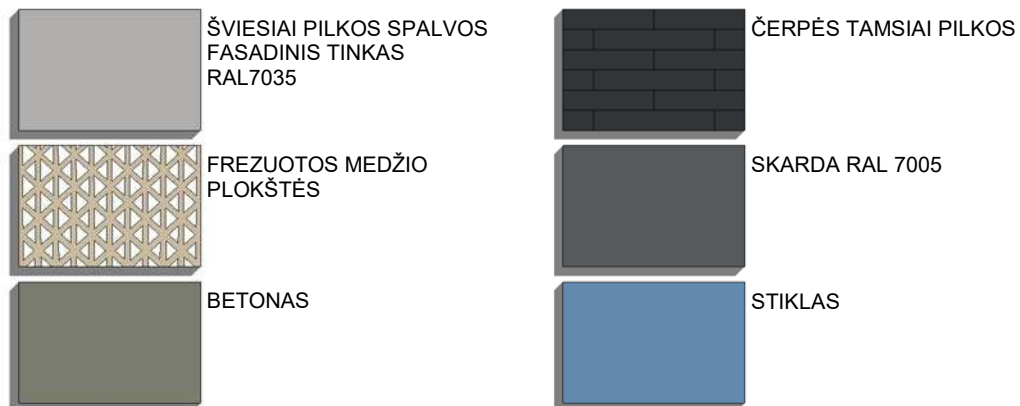 ŠVIESIAI PILKOS SPALVOS
FASADINIS TINKAS
RAL7035
ČERPĖS TAMSIAI PILKOS
FREZUOTOS MEDŽIO
PLOKŠTĖS
SKARDA RAL 7005
BETONAS
STIKLAS